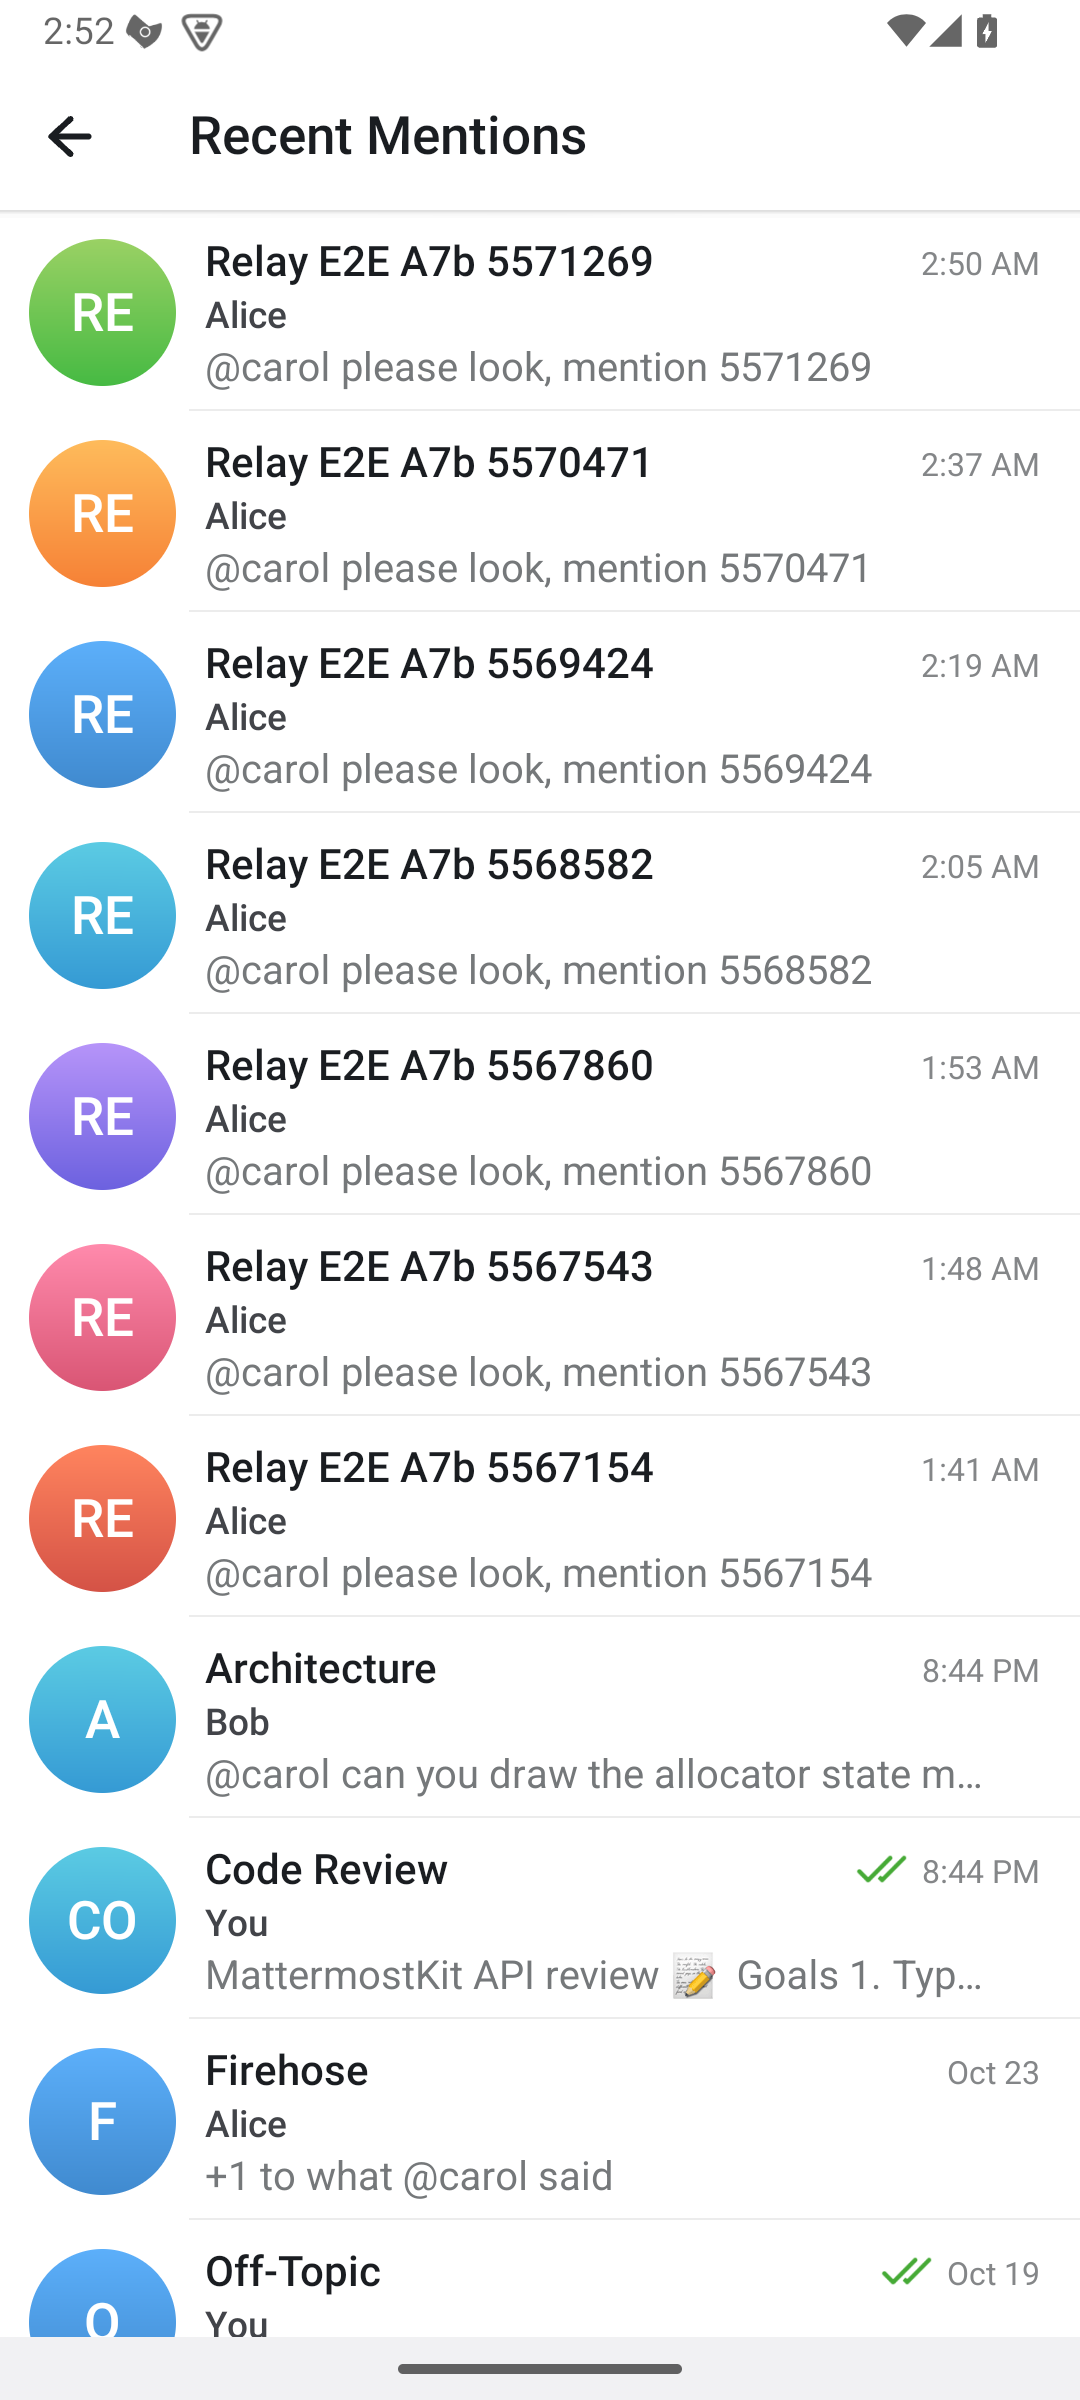 2:52
Recent Mentions
RE
Relay E2E A7b 5571269
2:50 AM
Alice
@carol please look, mention 5571269
RE
Relay E2E A7b 5570471
2:37 AM
Alice
@carol please look, mention 5570471
RE
Relay E2E A7b 5569424
2:19 AM
Alice
@carol please look, mention 5569424
RE
Relay E2E A7b 5568582
2:05 AM
Alice
@carol please look, mention 5568582
RE
Relay E2E A7b 5567860
1:53 AM
Alice
@carol please look, mention 5567860
RE
Relay E2E A7b 5567543
1:48 AM
Alice
@carol please look, mention 5567543
RE
Relay E2E A7b 5567154
1:41 AM
Alice
@carol please look, mention 5567154
A
Architecture
8:44 PM
Bob
@carol can you draw the allocator state m...
CO
Code Review
8:44 PM
You
MattermostKit API review 📝 Goals 1. Typ...
F
Firehose
Oct 23
Alice
+1 to what @carol said
O
Off-Topic
Oct 19
You